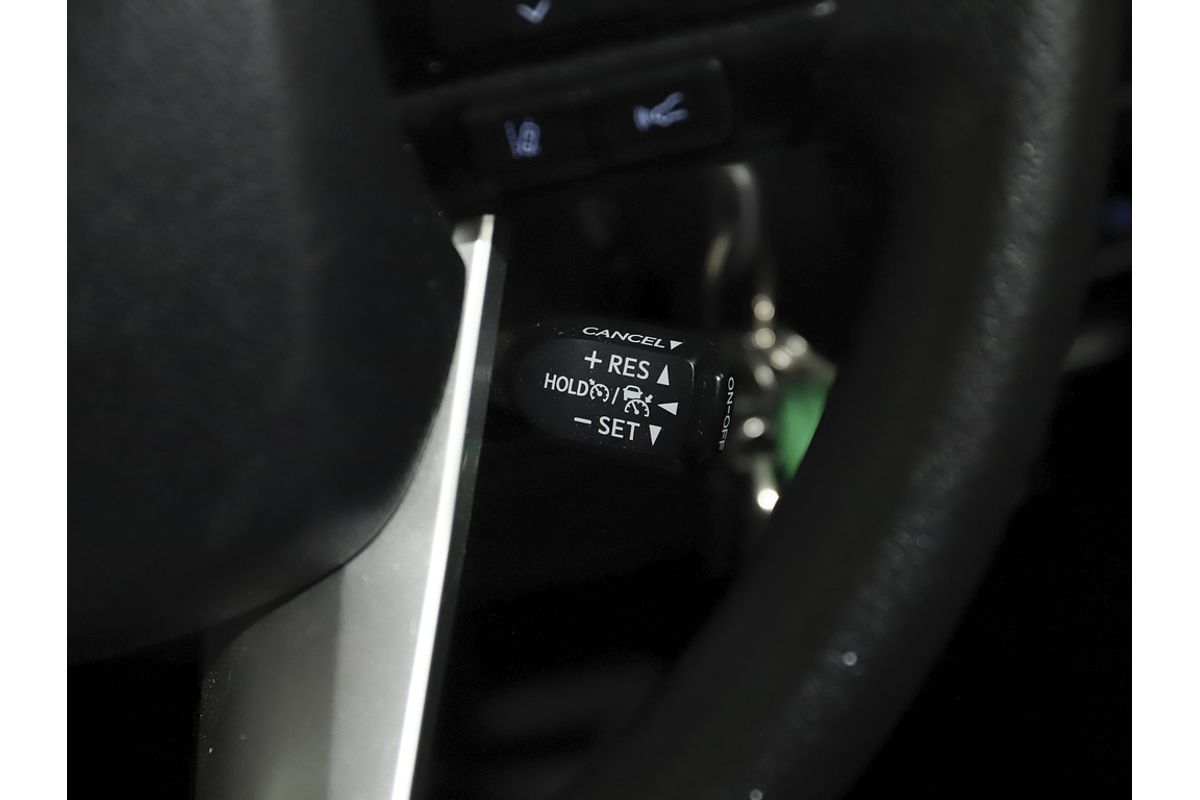 CANCEL▼
+ RES ▲
HOLD / ◄
− SET ▼
ON-OFF